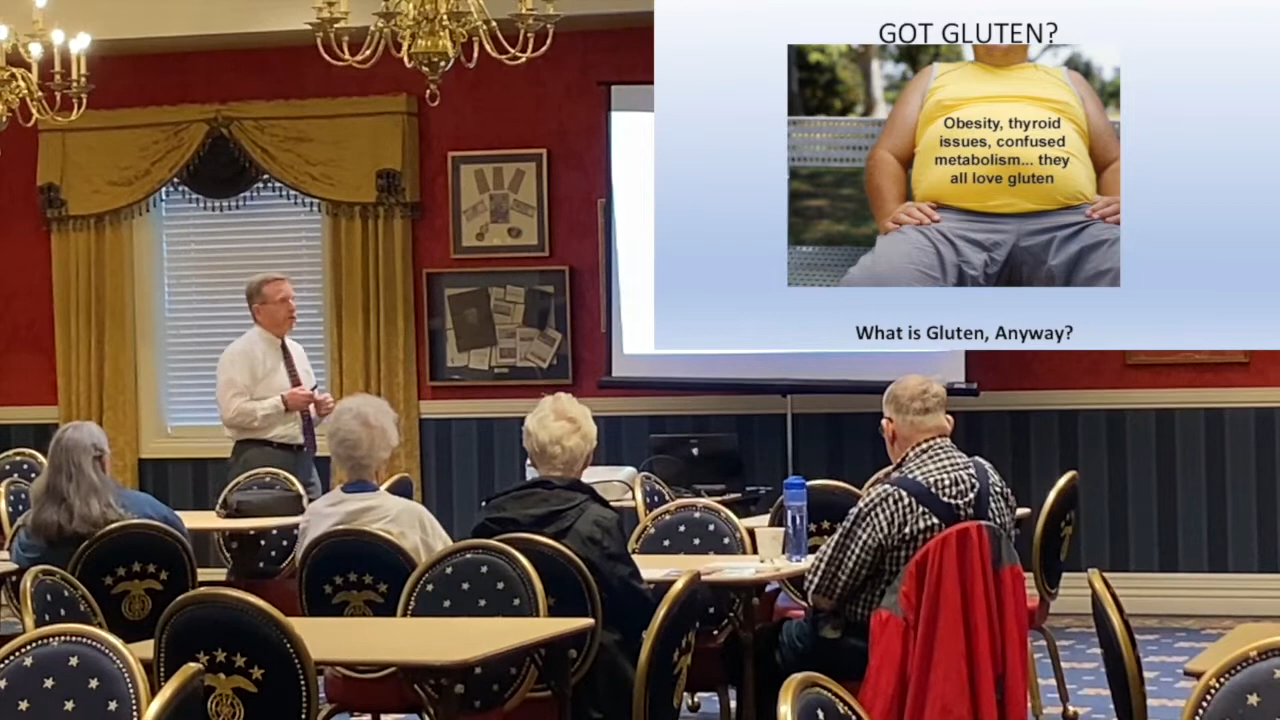 GOT GLUTEN?
Obesity, thyroid
issues, confused
metabolism... they
all love gluten
What is Gluten, Anyway?